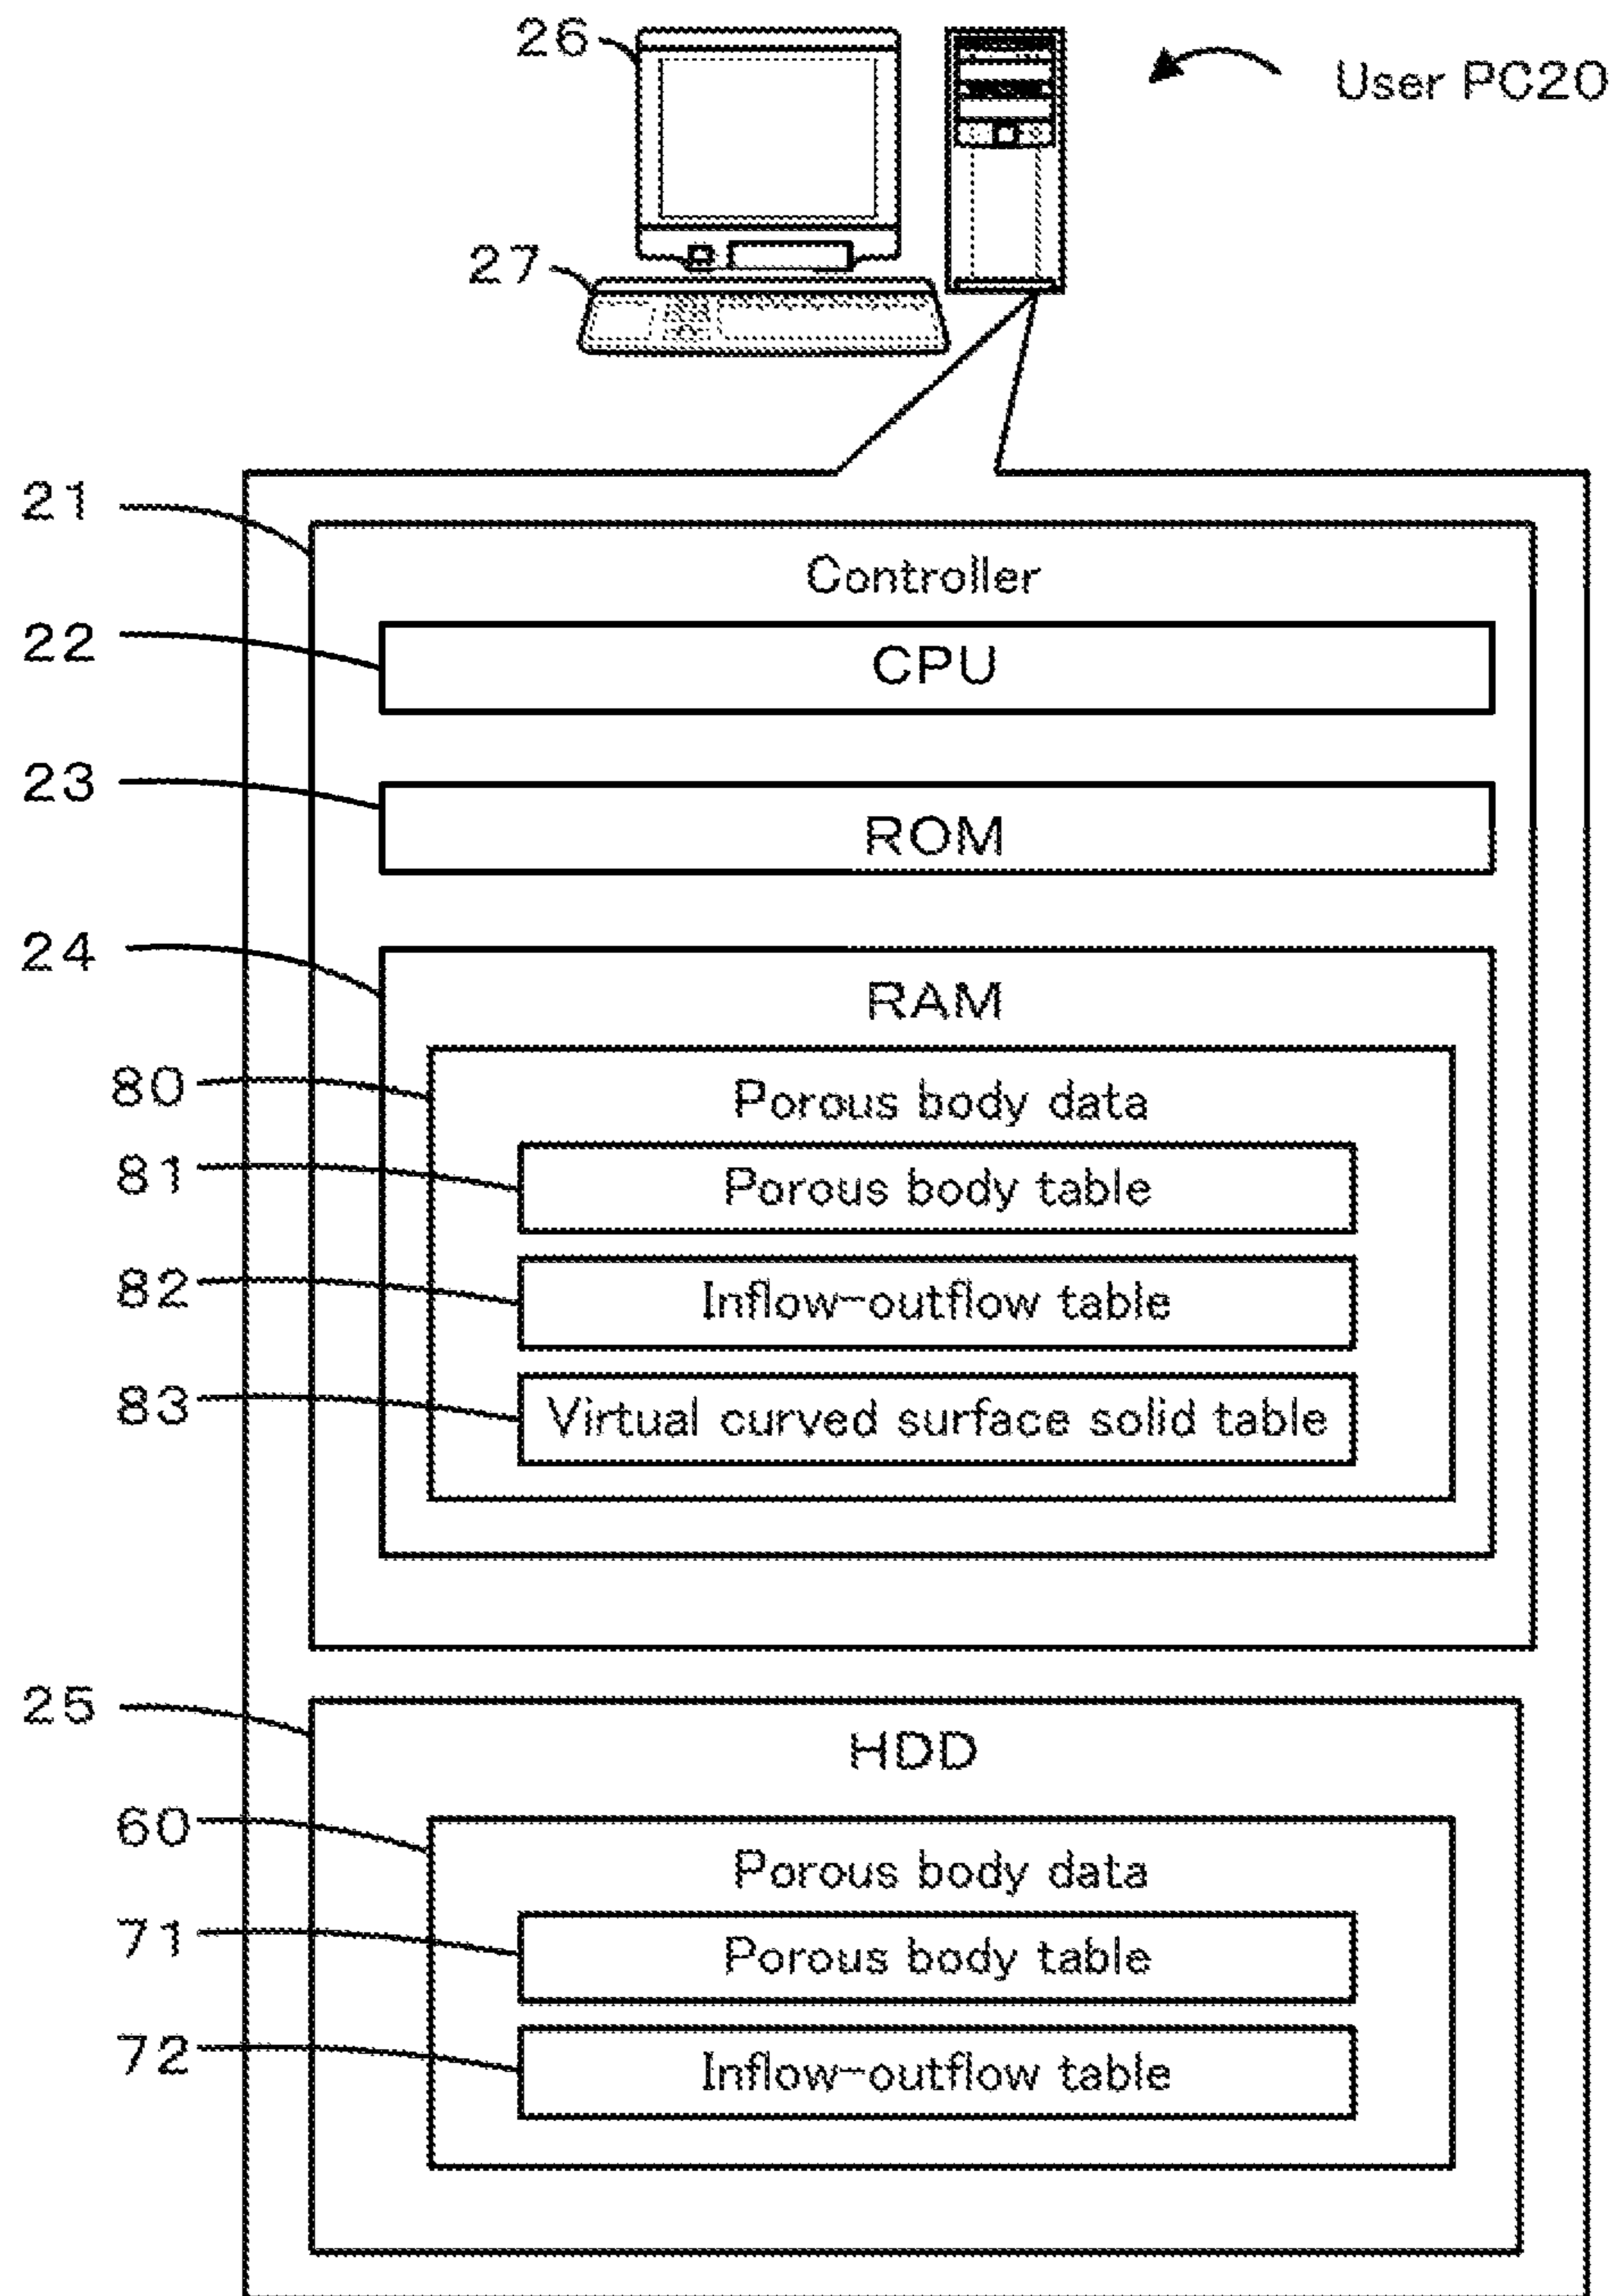 26
User PC20
27
21
Controller
22
CPU
23
ROM
24
RAM
80
Porous body data
81
Porous body table
82
Inflow-outflow table
83
Virtual curved surface solid table
25
HDD
60
Porous body data
71
Porous body table
72
Inflow-outflow table